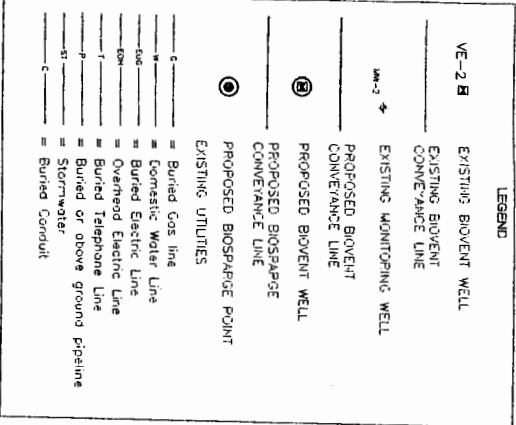 LEGEND
VE-2 EXISTING BIOVENT WELL
EXISTING BIOVENT
CONVEYANCE LINE
MW-2 EXISTING MONITORING WELL
PROPOSED BIOVENT
CONVEYANCE LINE
PROPOSED BIOVENT WELL
PROPOSED BIOSPARGE
CONVEYANCE LINE
PROPOSED BIOSPARGE POINT
EXISTING UTILITIES
G = Buried Gas line
W = Domestic Water Line
EUG = Buried Electric Line
EOH = Overhead Electric Line
T = Buried Telephone Line
P = Buried or above ground pipeline
ST = Stormwater
C = Buried Conduit